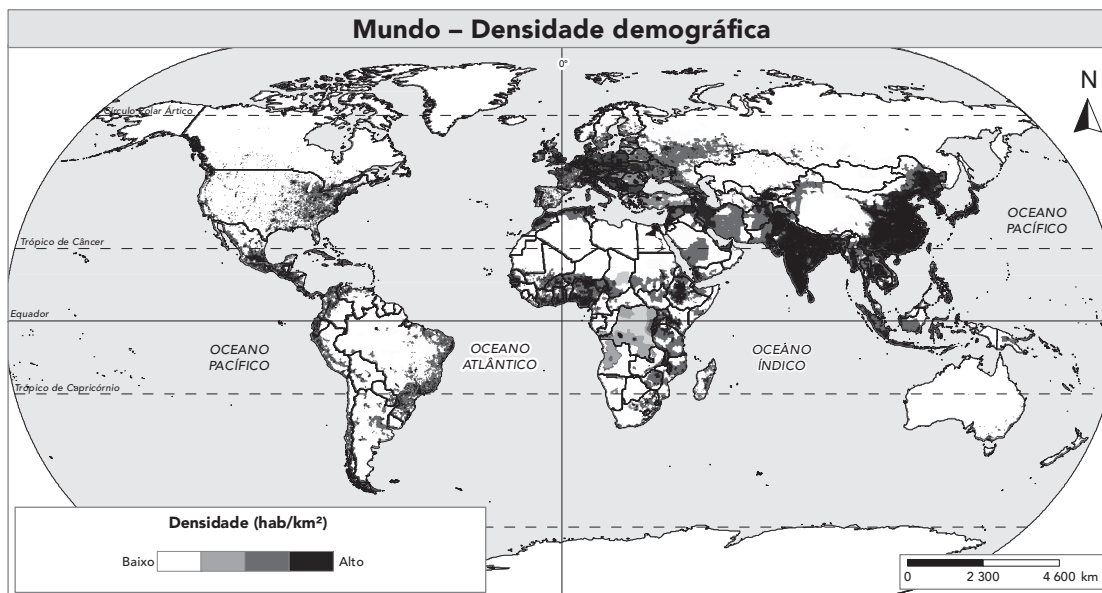 Mundo – Densidade demográfica
0°
N
Círculo Polar Ártico
OCEANO
PACÍFICO
Trópico de Câncer
Equador
OCEANO
PACÍFICO
OCEANO
ATLÂNTICO
OCEANO
ÍNDICO
Trópico de Capricórnio
Densidade (hab/km²)
Baixo Alto
0 2 300 4 600 km